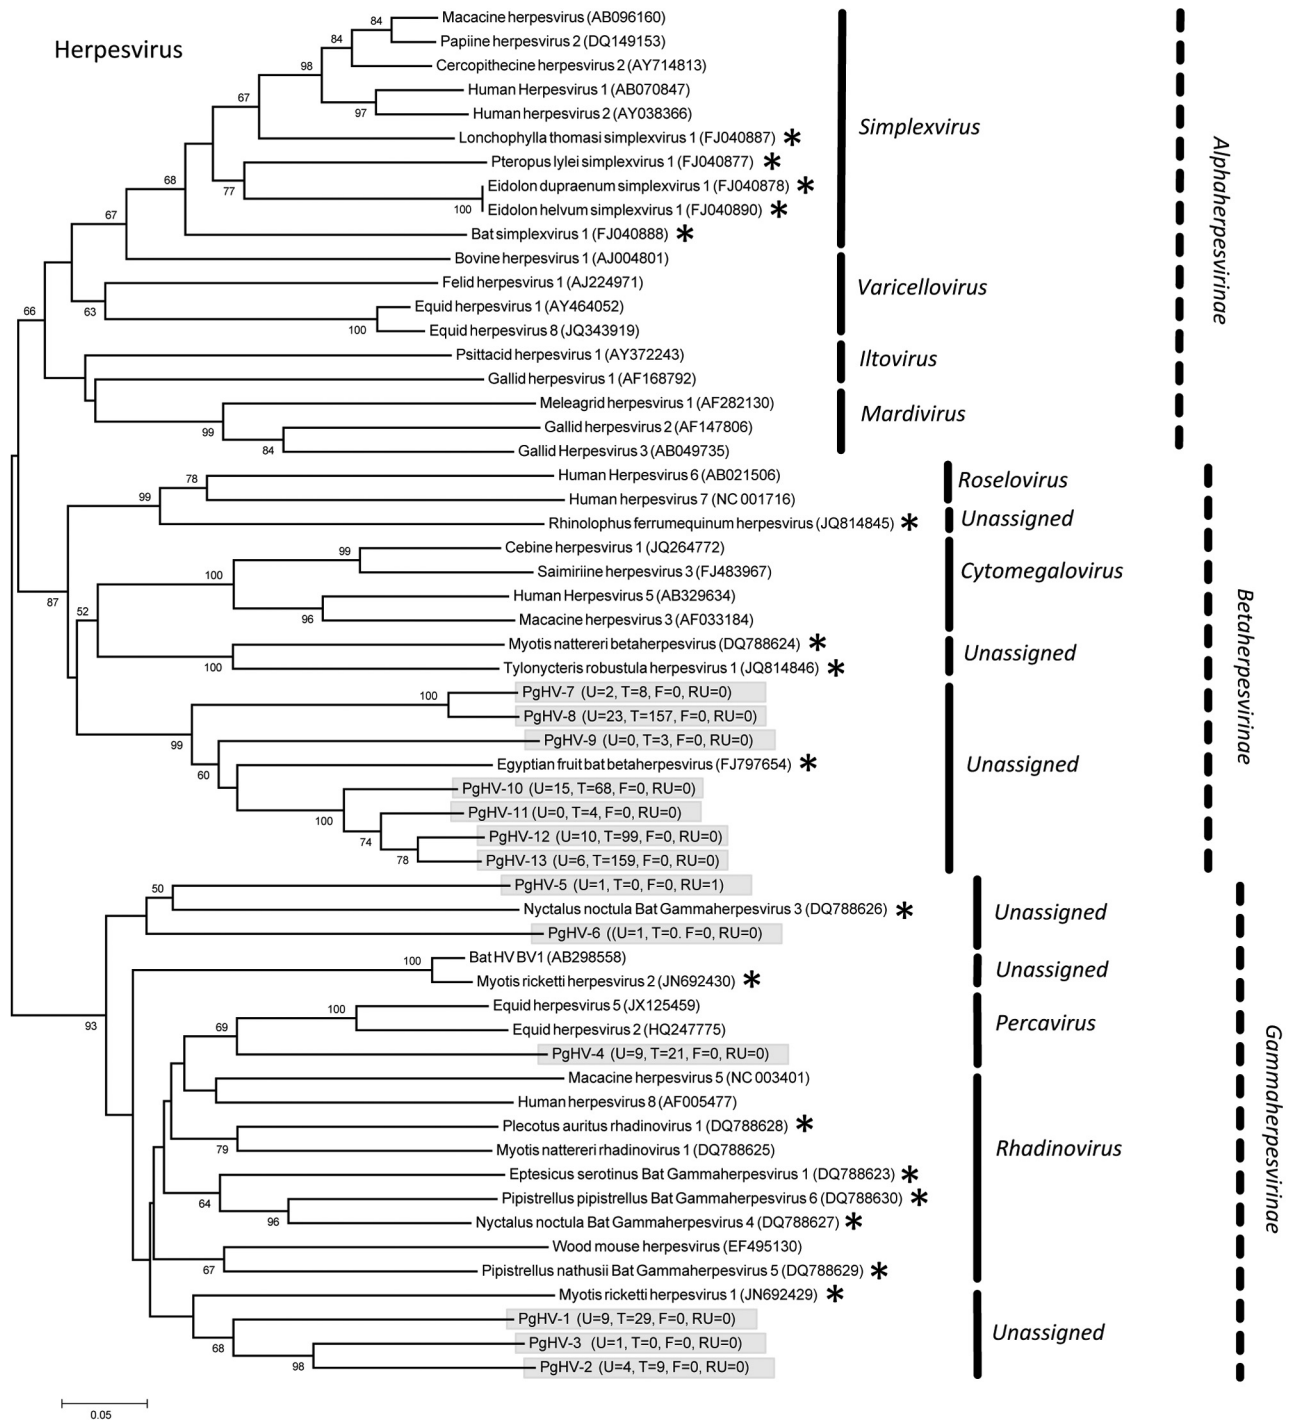 Herpesvirus
84
Macacine herpesvirus (AB096160)
84
Papiine herpesvirus 2 (DQ149153)
98
Cercopithecine herpesvirus 2 (AY714813)
Human Herpesvirus 1 (AB070847)
67
97
Human herpesvirus 2 (AY038366)
Simplexvirus
Lonchophylla thomasi simplexvirus 1 (FJ040887) *
Pteropus lylei simplexvirus 1 (FJ040877) *
68
77
Eidolon dupraenum simplexvirus 1 (FJ040878) *
100
Eidolon helvum simplexvirus 1 (FJ040890) *
67
Bat simplexvirus 1 (FJ040888) *
Alphaherpesvirinae
Bovine herpesvirus 1 (AJ004801)
Felid herpesvirus 1 (AJ224971)
Varicellovirus
66
63
Equid herpesvirus 1 (AY464052)
100
Equid herpesvirus 8 (JQ343919)
Psittacid herpesvirus 1 (AY372243)
Iltovirus
Gallid herpesvirus 1 (AF168792)
Meleagrid herpesvirus 1 (AF282130)
Mardivirus
99
Gallid herpesvirus 2 (AF147806)
84
Gallid Herpesvirus 3 (AB049735)
78
Human Herpesvirus 6 (AB021506)
Roselovirus
99
Human herpesvirus 7 (NC 001716)
Rhinolophus ferrumequinum herpesvirus (JQ814845) *
Unassigned
99
Cebine herpesvirus 1 (JQ264772)
100
Saimiriine herpesvirus 3 (FJ483967)
Cytomegalovirus
87
52
Human Herpesvirus 5 (AB329634)
96
Macacine herpesvirus 3 (AF033184)
Myotis nattereri betaherpesvirus (DQ788624) *
Unassigned
100
Tylonycteris robustula herpesvirus 1 (JQ814846) *
Betaherpesvirinae
100
PgHV-7 (U=2, T=8, F=0, RU=0)
PgHV-8 (U=23, T=157, F=0, RU=0)
99
PgHV-9 (U=0, T=3, F=0, RU=0)
60
Egyptian fruit bat betaherpesvirus (FJ797654) *
Unassigned
PgHV-10 (U=15, T=68, F=0, RU=0)
100
PgHV-11 (U=0, T=4, F=0, RU=0)
74
PgHV-12 (U=10, T=99, F=0, RU=0)
78
PgHV-13 (U=6, T=159, F=0, RU=0)
50
PgHV-5 (U=1, T=0, F=0, RU=1)
Nyctalus noctula Bat Gammaherpesvirus 3 (DQ788626) *
Unassigned
PgHV-6 ((U=1, T=0. F=0, RU=0)
100
Bat HV BV1 (AB298558)
Unassigned
Myotis ricketti herpesvirus 2 (JN692430) *
93
100
Equid herpesvirus 5 (JX125459)
69
Equid herpesvirus 2 (HQ247775)
Percavirus
PgHV-4 (U=9, T=21, F=0, RU=0)
Macacine herpesvirus 5 (NC 003401)
Human herpesvirus 8 (AF005477)
Plecotus auritus rhadinovirus 1 (DQ788628) *
Gammaherpesvirinae
79
Myotis nattereri rhadinovirus 1 (DQ788625)
Rhadinovirus
Eptesicus serotinus Bat Gammaherpesvirus 1 (DQ788623) *
64
Pipistrellus pipistrellus Bat Gammaherpesvirus 6 (DQ788630) *
96
Nyctalus noctula Bat Gammaherpesvirus 4 (DQ788627) *
Wood mouse herpesvirus (EF495130)
67
Pipistrellus nathusii Bat Gammaherpesvirus 5 (DQ788629) *
Myotis ricketti herpesvirus 1 (JN692429) *
PgHV-1 (U=9, T=29, F=0, RU=0)
Unassigned
68
PgHV-3 (U=1, T=0, F=0, RU=0)
98
PgHV-2 (U=4, T=9, F=0, RU=0)
0.05